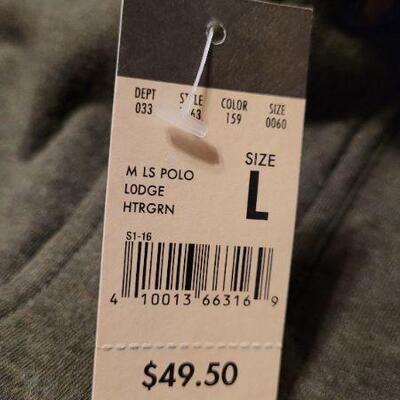 DEPT STYLE COLOR SIZE
033 159 0060
M LS POLO
LODGE
HTRGRN
SIZE
L
S1-16
4 10013 66316 9
$49.50